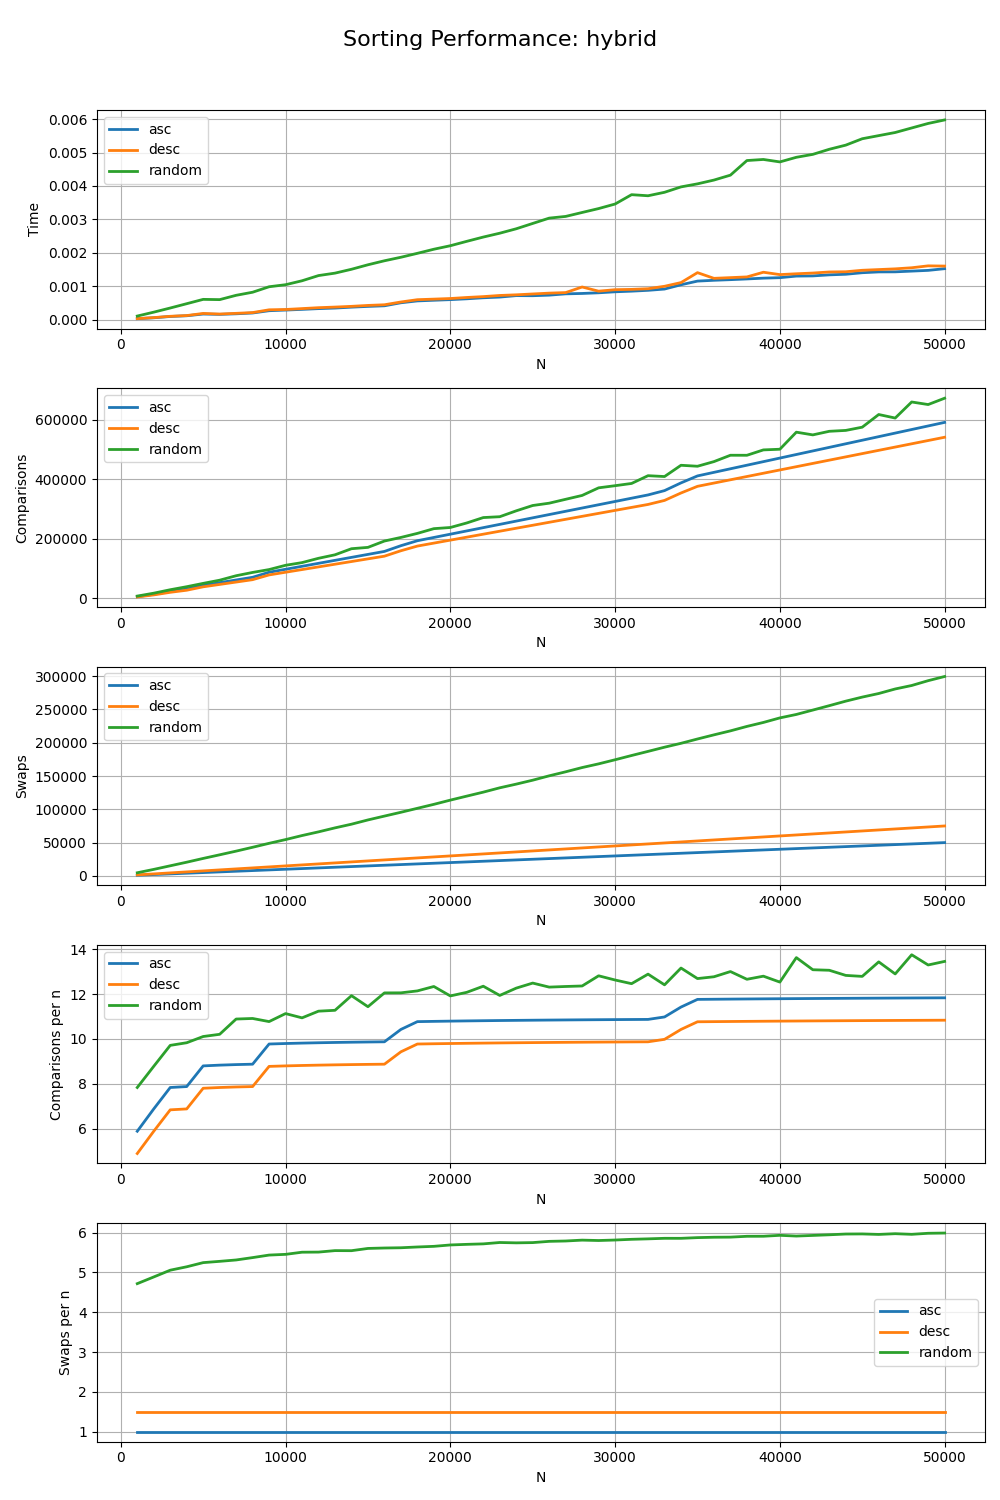 Sorting Performance: hybrid
0.006
0.005
0.004
0.003
0.002
0.001
0.000
Time
asc
desc
random
0 10000 20000 30000 40000 50000
N
600000
400000
200000
0
Comparisons
asc
desc
random
0 10000 20000 30000 40000 50000
N
300000
250000
200000
150000
100000
50000
0
Swaps
asc
desc
random
0 10000 20000 30000 40000 50000
N
14
12
10
8
6
Comparisons per n
asc
desc
random
0 10000 20000 30000 40000 50000
N
6
5
4
3
2
1
Swaps per n
asc
desc
random
0 10000 20000 30000 40000 50000
N